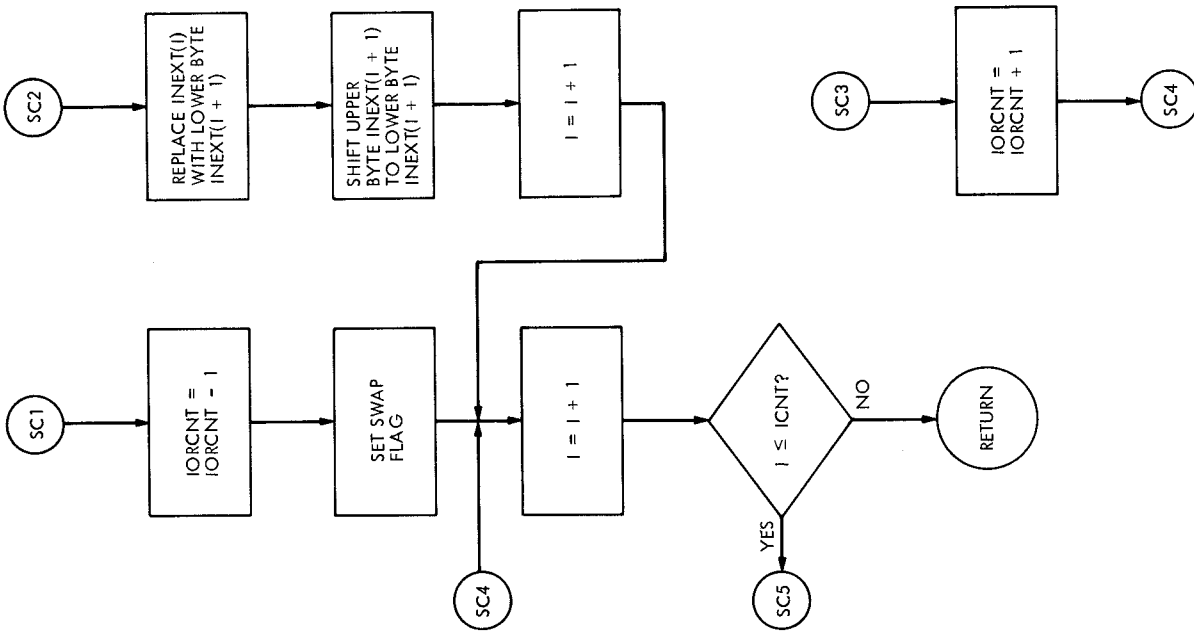 SC1
IORCNT =
IORCNT - 1
SET SWAP
FLAG
SC4
I = I + 1
I ≤ ICNT?
YES
NO
SC5
RETURN
SC2
REPLACE INEXT(I)
WITH LOWER BYTE
INEXT(I + 1)
SHIFT UPPER
BYTE INEXT(I + 1)
TO LOWER BYTE
INEXT(I + 1)
I = I + 1
SC3
IORCNT =
IORCNT + 1
SC4